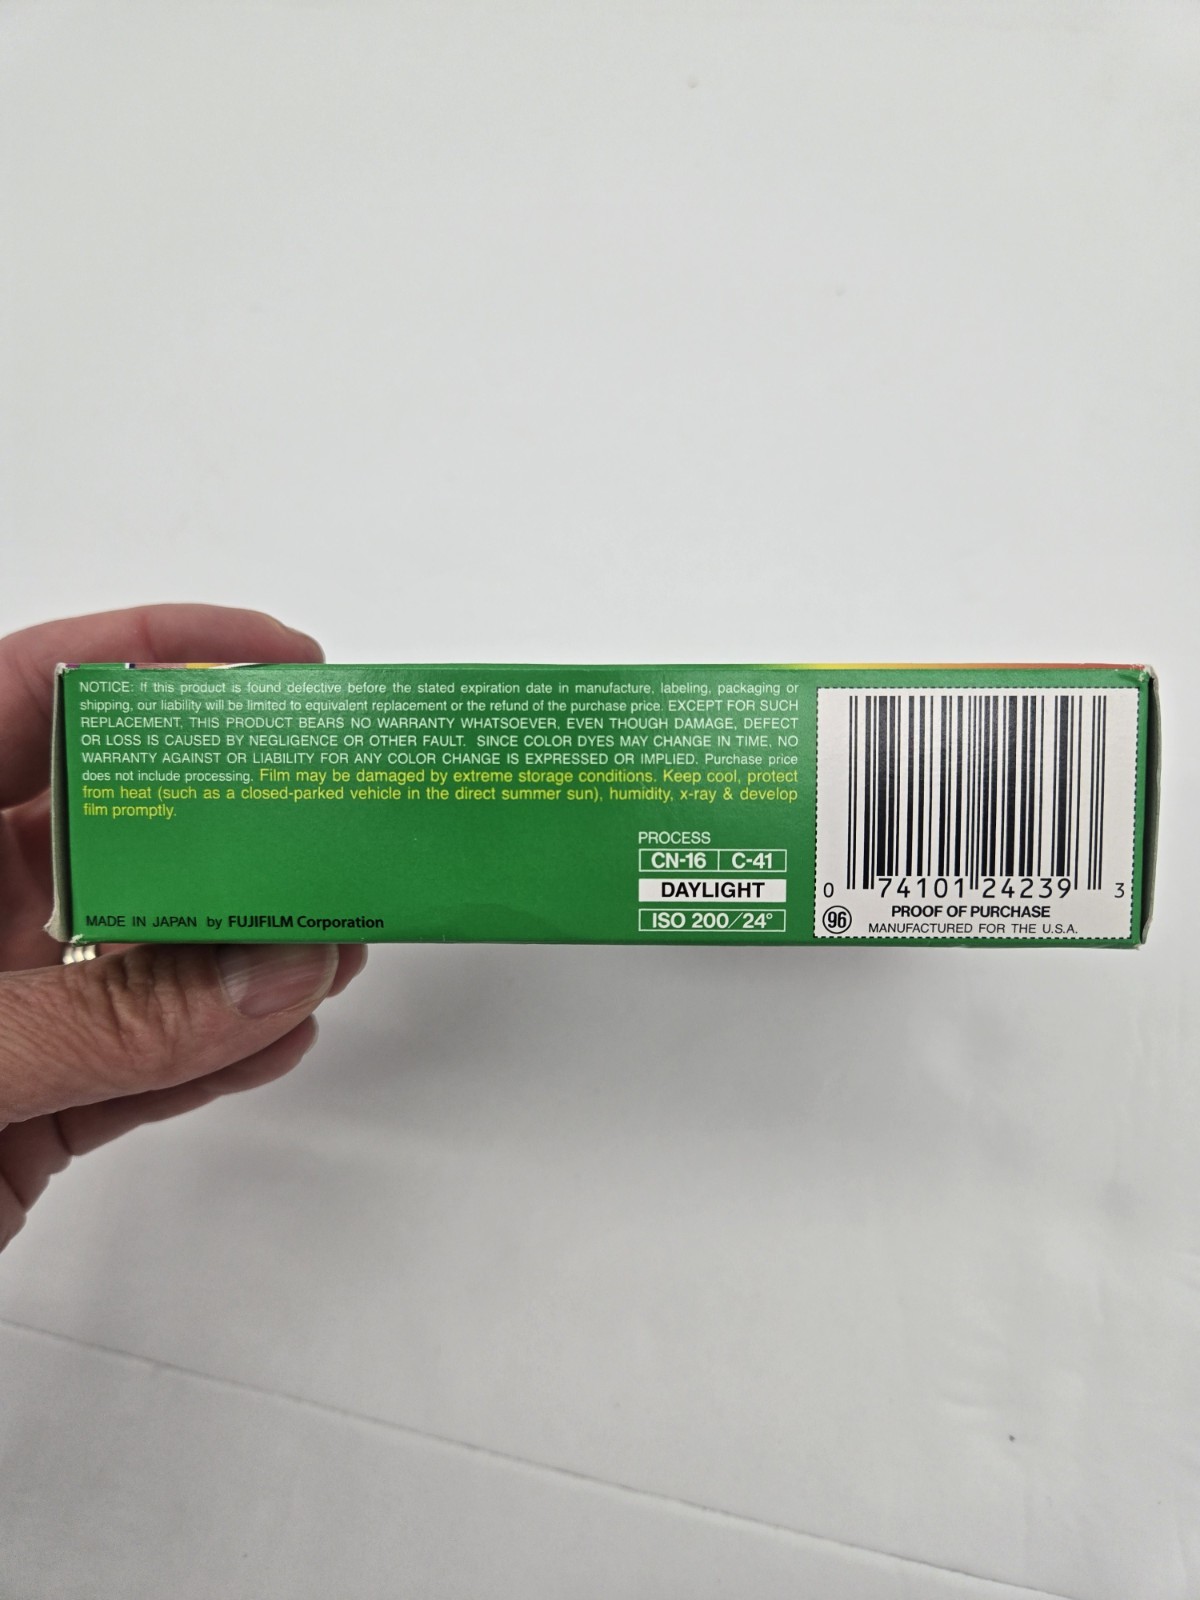 NOTICE: If this product is found defective before the stated expiration date in manufacture, labeling, packaging or
shipping, our liability will be limited to equivalent replacement or the refund of the purchase price. EXCEPT FOR SUCH
REPLACEMENT, THIS PRODUCT BEARS NO WARRANTY WHATSOEVER, EVEN THOUGH DAMAGE, DEFECT
OR LOSS IS CAUSED BY NEGLIGENCE OR OTHER FAULT. SINCE COLOR DYES MAY CHANGE IN TIME, NO
WARRANTY AGAINST OR LIABILITY FOR ANY COLOR CHANGE IS EXPRESSED OR IMPLIED. Purchase price
does not include processing. Film may be damaged by extreme storage conditions. Keep cool, protect
from heat (such as a closed-parked vehicle in the direct summer sun), humidity, x-ray & develop
film promptly.
PROCESS
CN-16 C-41
DAYLIGHT
ISO 200/24°
MADE IN JAPAN by FUJIFILM Corporation
0 74101 24239 3
96 PROOF OF PURCHASE
MANUFACTURED FOR THE U.S.A.